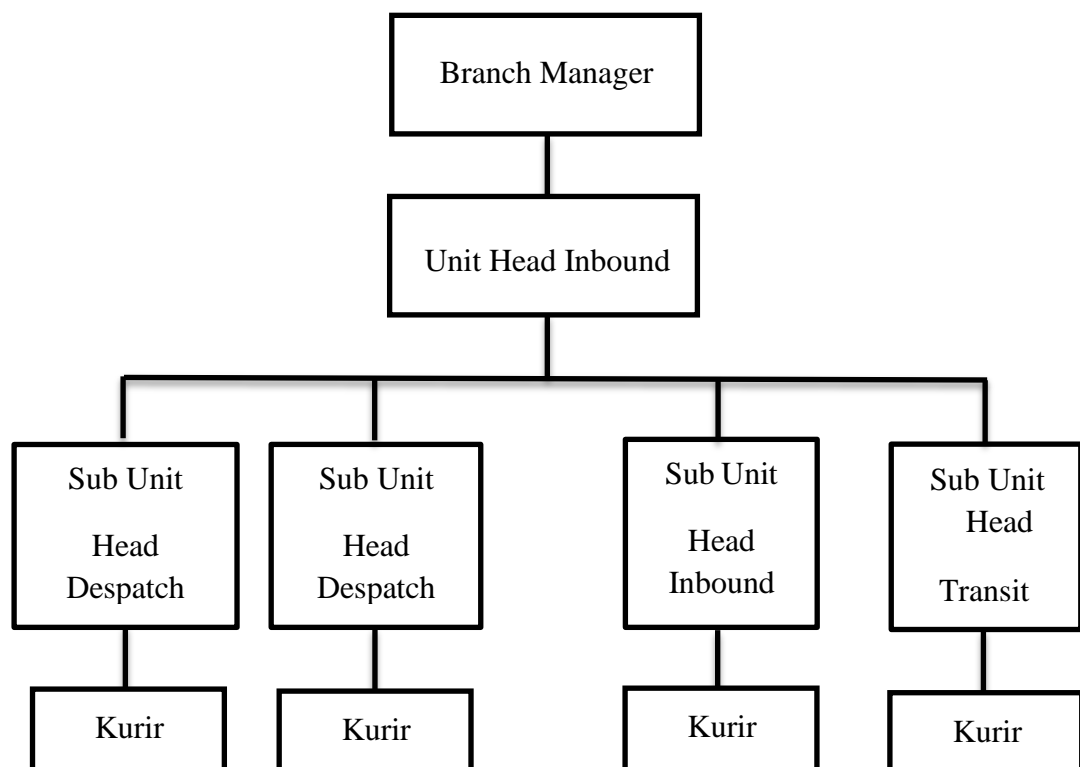 Branch Manager
Unit Head Inbound
Sub Unit
Head
Despatch
Sub Unit
Head
Despatch
Sub Unit
Head
Inbound
Sub Unit
Head
Transit
Kurir
Kurir
Kurir
Kurir